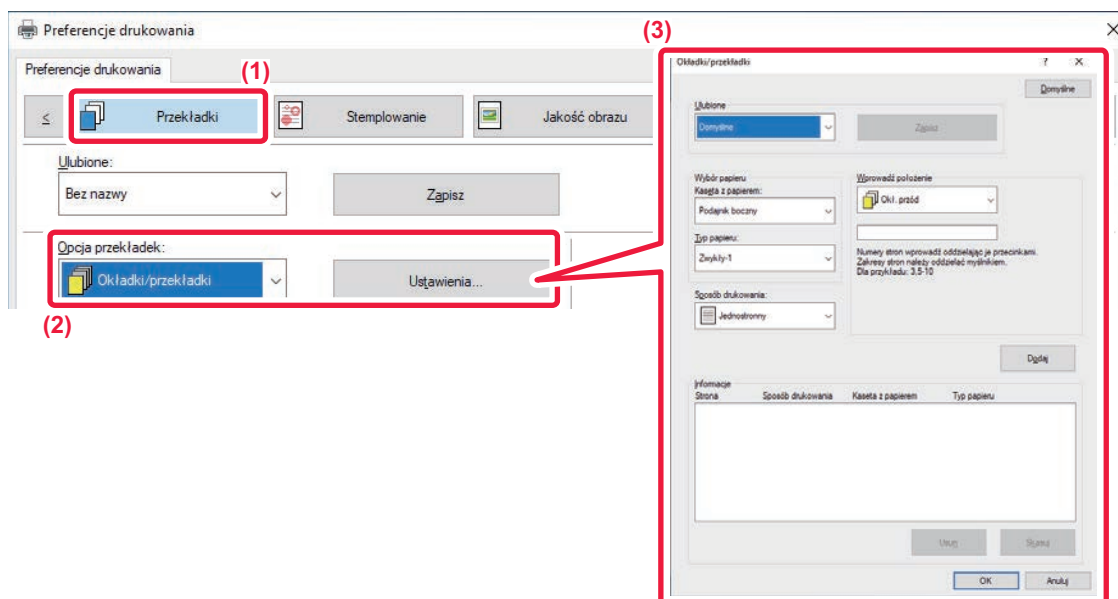 Preferencje drukowania
(3)
Preferencje drukowania
(1)
≤
Przekładki
Stemplowanie
Jakość obrazu
Ulubione:
Bez nazwy
Zapisz
Opcja przekładek:
Okładki/przekładki
Ustawienia...
(2)
Okładki/przekładki
? X
Domyślne
Ulubione
Domyślne
Zapisz
Wybór papieru
Kaseta z papierem:
Podajnik boczny
Typ papieru:
Zwykły-1
Sposób drukowania:
Jednostronny
Wprowadź położenie
Okł. przód
Numery stron wprowadź oddzielając je przecinkami.
Zakresy stron należy oddzielać myślnikiem.
Dla przykładu: 3,5-10
Dodaj
Informacje
Strona Sposób drukowania Kaseta z papierem Typ papieru
Usuń
Skasuj
OK
Anuluj